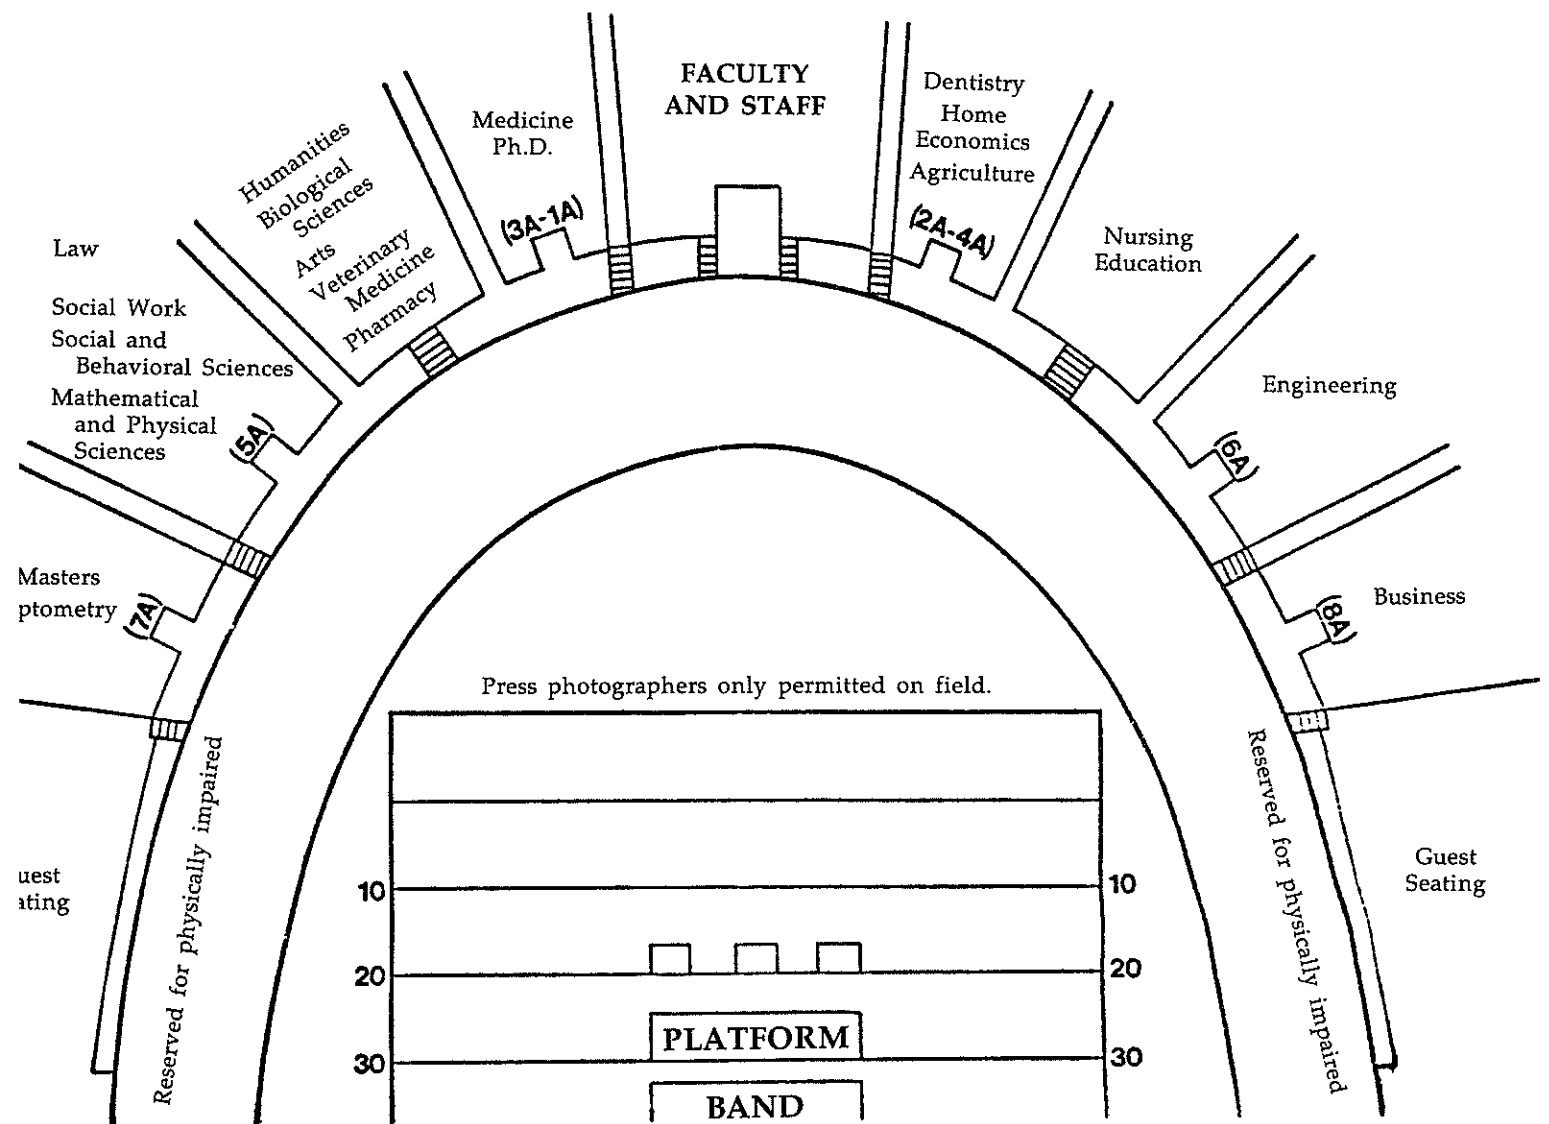 FACULTY
AND STAFF
Medicine
Ph.D.
(3A-1A)
Dentistry
Home
Economics
Agriculture
(2A-4A)
Humanities
Biological
Sciences
Arts
Veterinary
Medicine
Pharmacy
Nursing
Education
Law
Social Work
Social and
Behavioral Sciences
Mathematical
and Physical
Sciences
(5A)
Engineering
(6A)
Masters
ptometry
(7A)
Business
(8A)
Press photographers only permitted on field.
Reserved for physically impaired
Reserved for physically impaired
uest
ating
Guest
Seating
10
10
20
20
PLATFORM
30
30
BAND